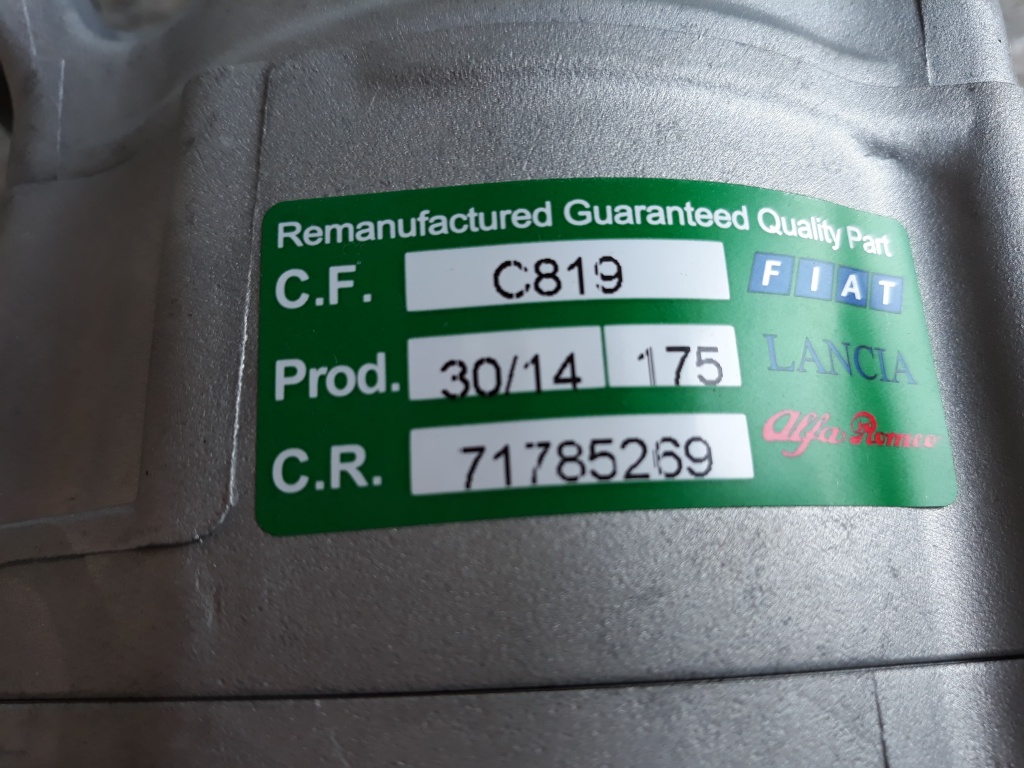 Remanufactured Guaranteed Quality Part
C.F. C819 FIAT
Prod. 30/14 175 LANCIA
C.R. 71785269 Alfa Romeo